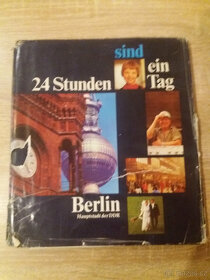 sind
24 Stunden ein
Tag
Berlin
Hauptstadt der DDR